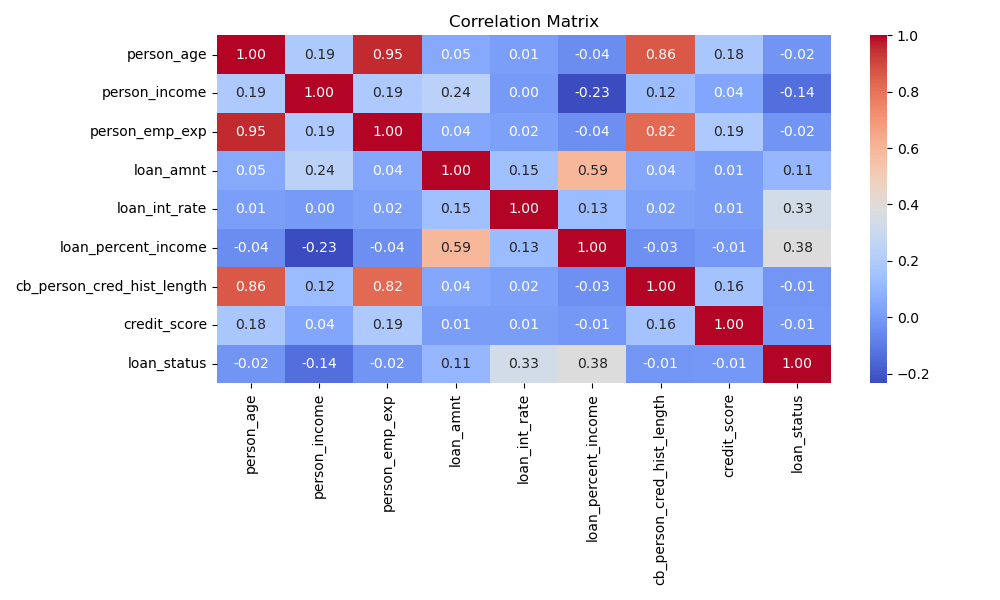 Correlation Matrix
person_age 1.00 0.19 0.95 0.05 0.01 -0.04 0.86 0.18 -0.02
person_income 0.19 1.00 0.19 0.24 0.00 -0.23 0.12 0.04 -0.14
person_emp_exp 0.95 0.19 1.00 0.04 0.02 -0.04 0.82 0.19 -0.02
loan_amnt 0.05 0.24 0.04 1.00 0.15 0.59 0.04 0.01 0.11
loan_int_rate 0.01 0.00 0.02 0.15 1.00 0.13 0.02 0.01 0.33
loan_percent_income -0.04 -0.23 -0.04 0.59 0.13 1.00 -0.03 -0.01 0.38
cb_person_cred_hist_length 0.86 0.12 0.82 0.04 0.02 -0.03 1.00 0.16 -0.01
credit_score 0.18 0.04 0.19 0.01 0.01 -0.01 0.16 1.00 -0.01
loan_status -0.02 -0.14 -0.02 0.11 0.33 0.38 -0.01 -0.01 1.00
person_age
person_income
person_emp_exp
loan_amnt
loan_int_rate
loan_percent_income
cb_person_cred_hist_length
credit_score
loan_status
1.0
0.8
0.6
0.4
0.2
0.0
−0.2